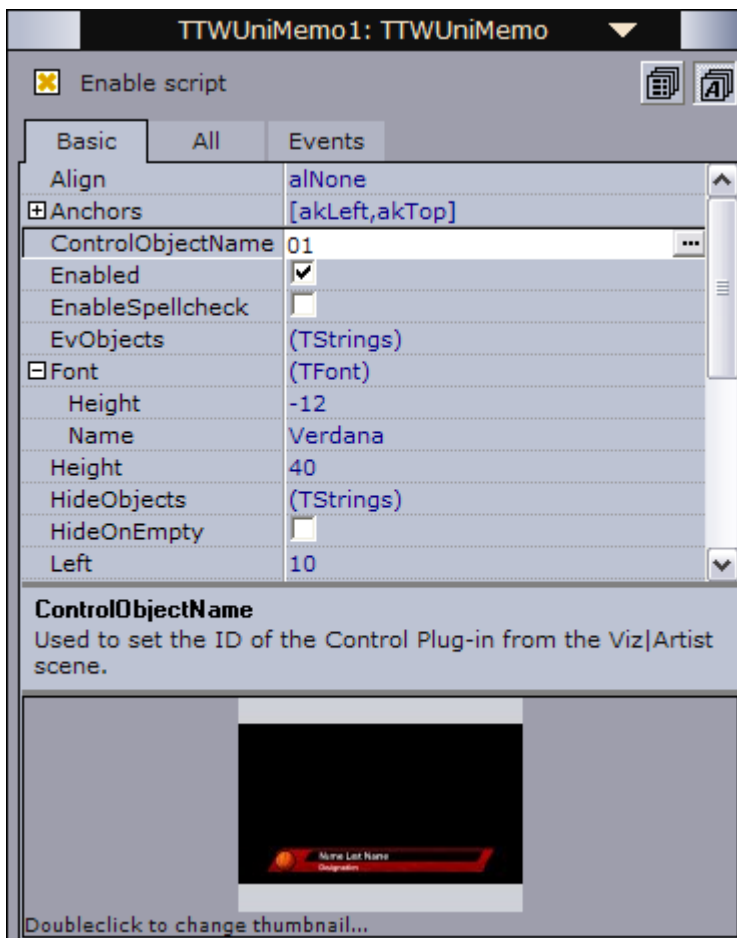 TTWUniMemo1: TTWUniMemo
Enable script
Basic All Events
Align alNone
Anchors [akLeft,akTop]
ControlObjectName 01 ...
Enabled
EnableSpellcheck
EvObjects (TStrings)
Font (TFont)
Height -12
Name Verdana
Height 40
HideObjects (TStrings)
HideOnEmpty
Left 10
ControlObjectName
Used to set the ID of the Control Plug-in from the Viz|Artist
scene.
Name Last Name
Designation
Doubleclick to change thumbnail...